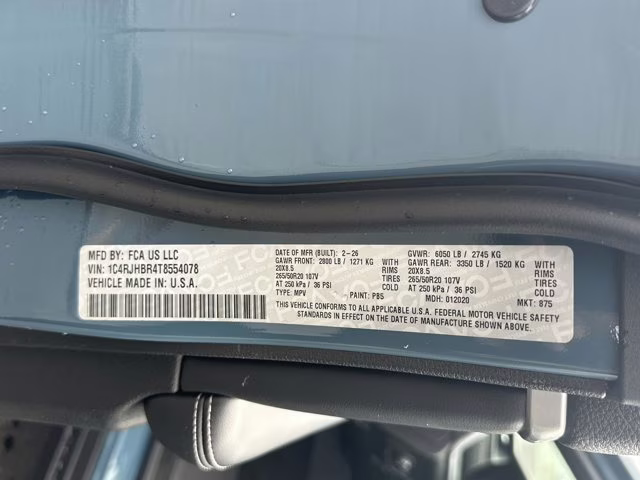 MFD BY: FCA US LLC
VIN: 1C4RJHBR4T8554078
VEHICLE MADE IN: U.S.A.
DATE OF MFR (BUILT): 2-26
GAWR FRONT: 2800 LB / 1271 KG
20X8.5 RIMS
265/50R20 107V TIRES
AT 250 kPa / 36 PSI COLD
TYPE: MPV PAINT: PB5
GVWR: 6050 LB / 2745 KG
GAWR REAR: 3350 LB / 1520 KG
20X8.5 RIMS
265/50R20 107V TIRES
AT 250 kPa / 36 PSI COLD
MDH: 012020 MKT: 875
THIS VEHICLE CONFORMS TO ALL APPLICABLE U.S.A. FEDERAL MOTOR VEHICLE SAFETY
STANDARDS IN EFFECT ON THE DATE OF MANUFACTURE SHOWN ABOVE.